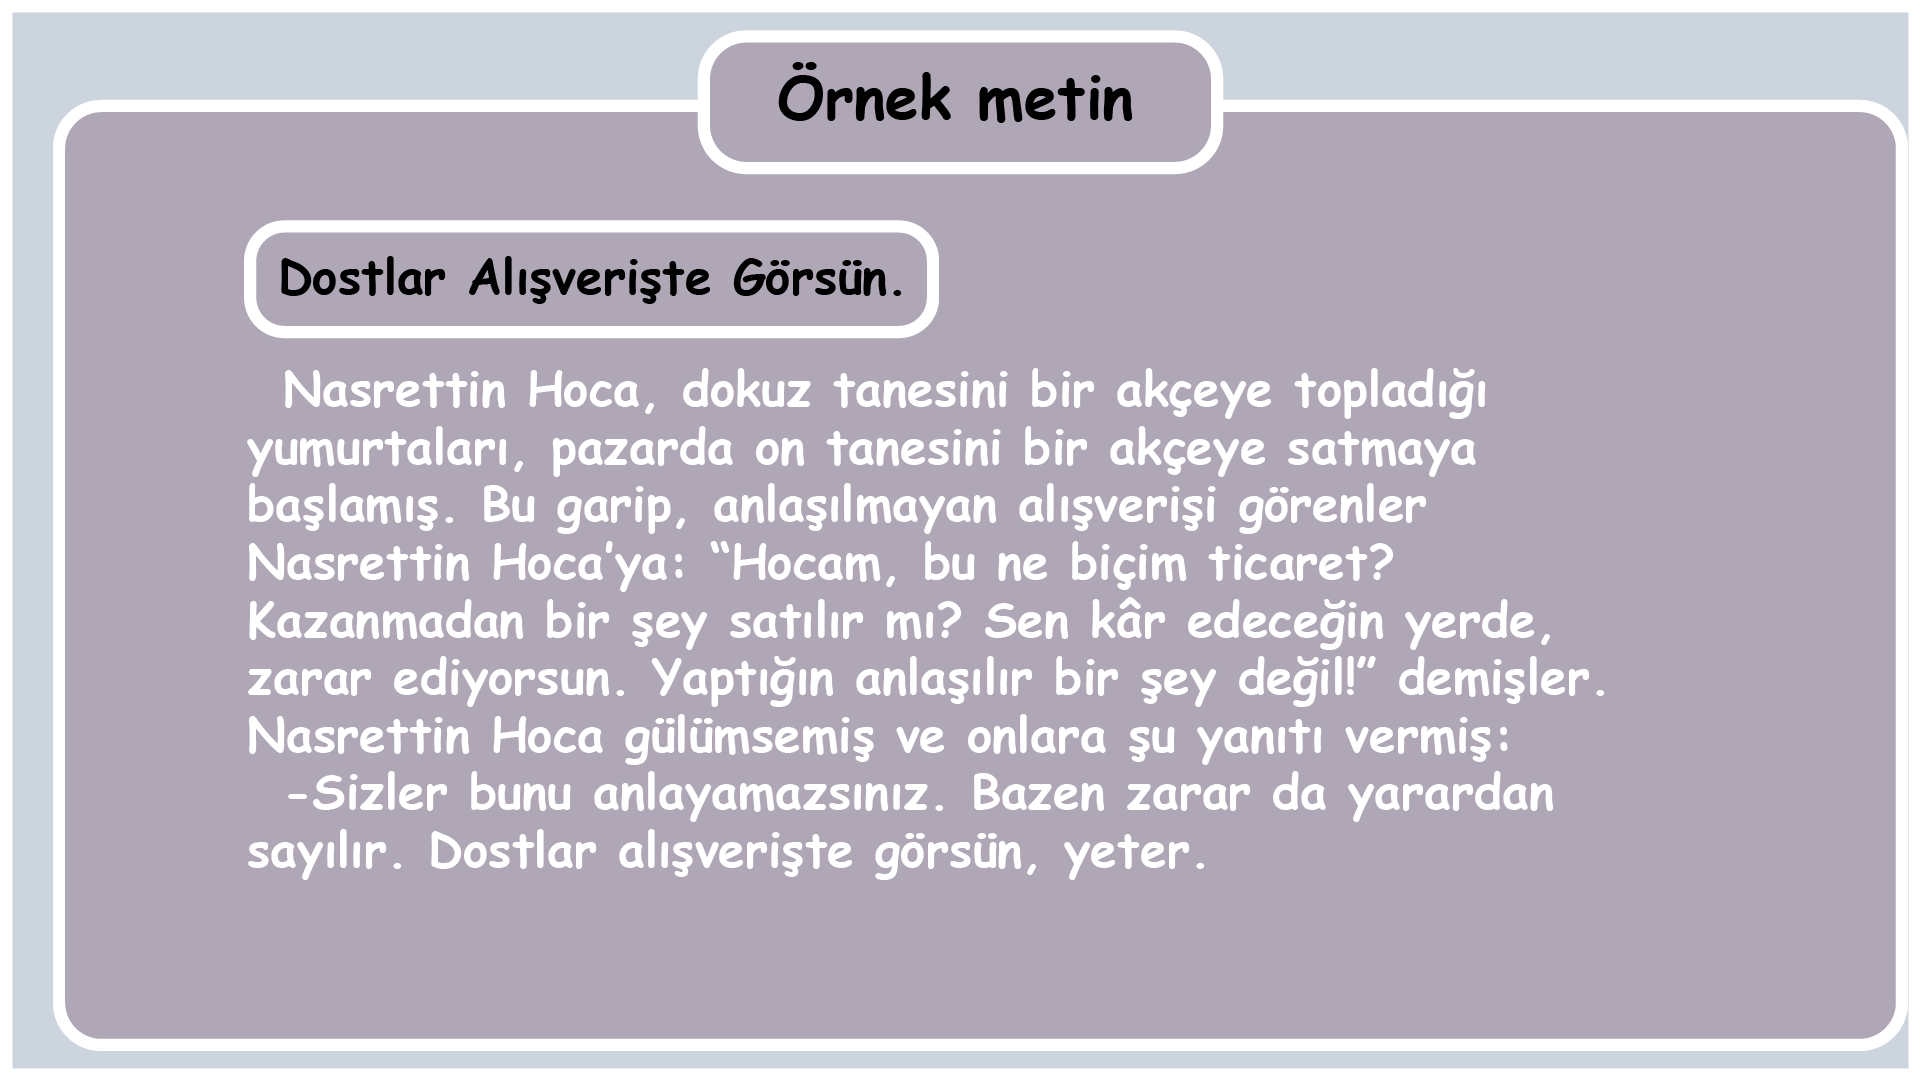 Örnek metin
Dostlar Alışverişte Görsün.
Nasrettin Hoca, dokuz tanesini bir akçeye topladığı
yumurtaları, pazarda on tanesini bir akçeye satmaya
başlamış. Bu garip, anlaşılmayan alışverişi görenler
Nasrettin Hoca’ya: “Hocam, bu ne biçim ticaret?
Kazanmadan bir şey satılır mı? Sen kâr edeceğin yerde,
zarar ediyorsun. Yaptığın anlaşılır bir şey değil!” demişler.
Nasrettin Hoca gülümsemiş ve onlara şu yanıtı vermiş:
-Sizler bunu anlayamazsınız. Bazen zarar da yarardan
sayılır. Dostlar alışverişte görsün, yeter.